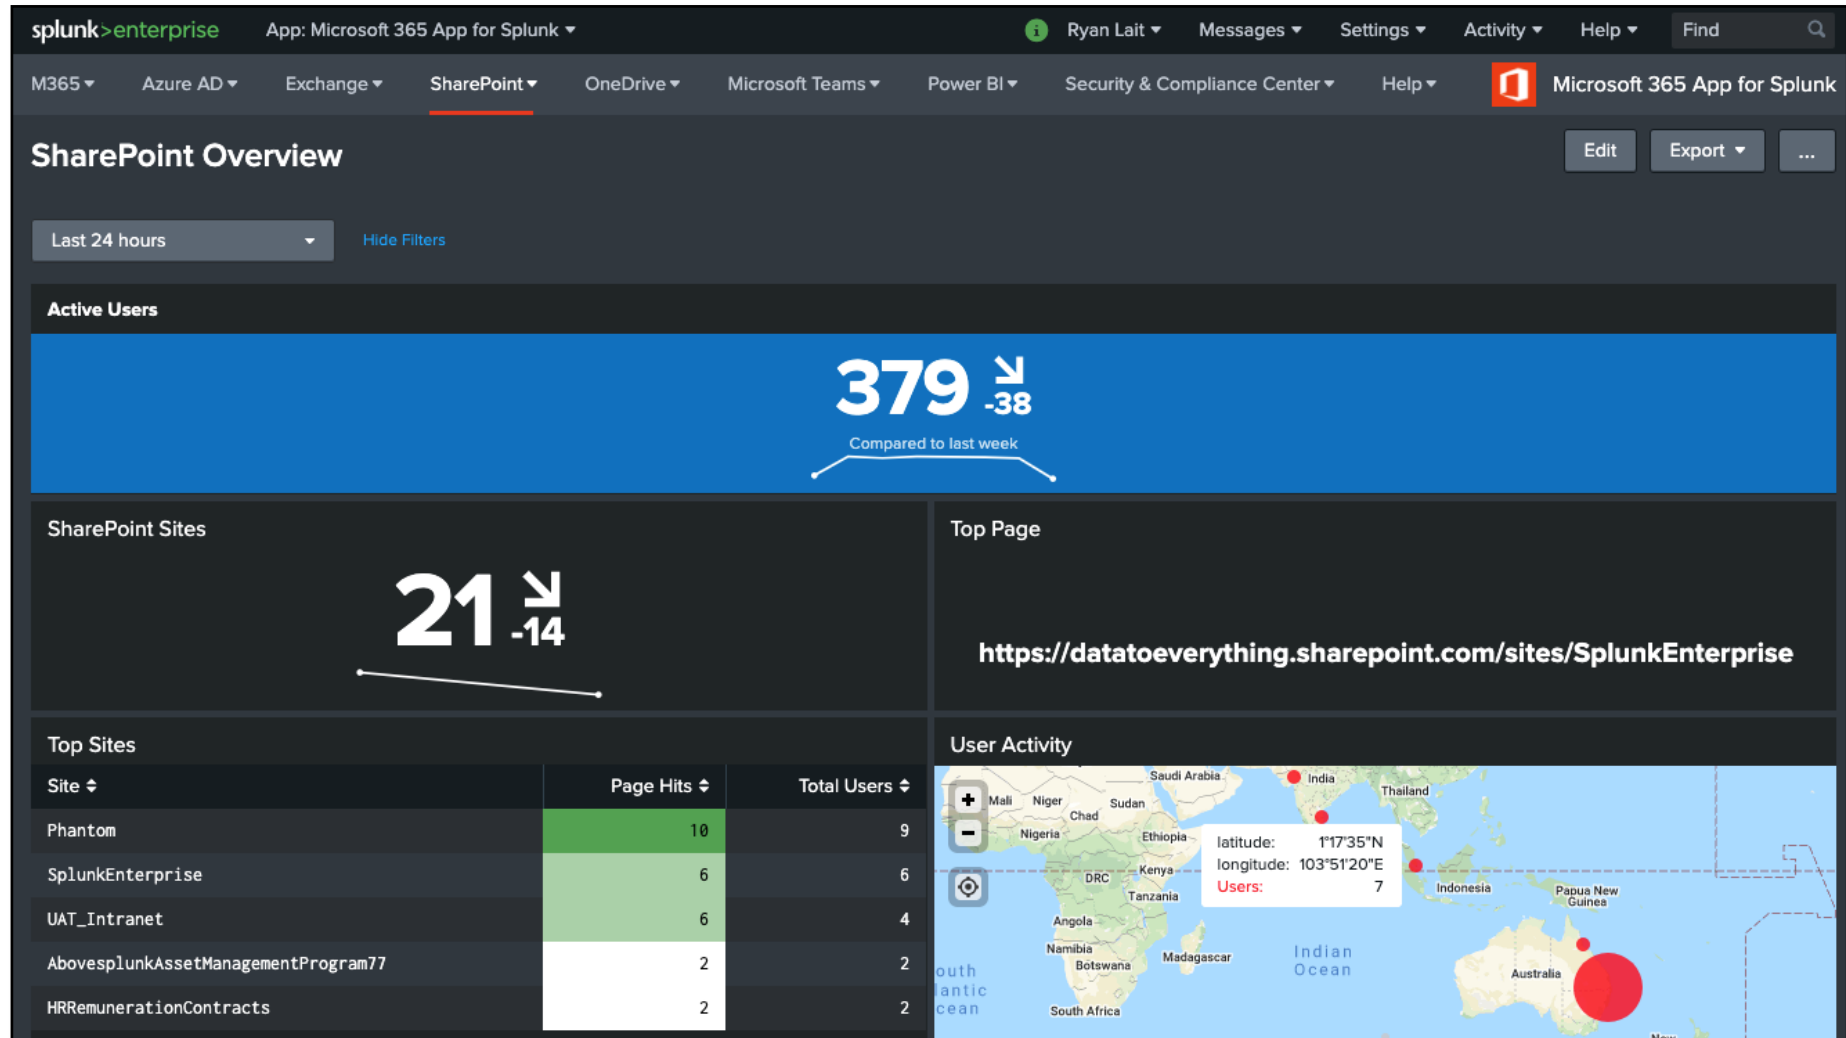 splunk>enterprise App: Microsoft 365 App for Splunk Ryan Lait Messages Settings Activity Help Find
M365 Azure AD Exchange SharePoint OneDrive Microsoft Teams Power BI Security & Compliance Center Help Microsoft 365 App for Splunk
SharePoint Overview
Edit Export ...
Last 24 hours Hide Filters
Active Users
379 -38
Compared to last week
SharePoint Sites
21 -14
Top Page
https://datatoeverything.sharepoint.com/sites/SplunkEnterprise
Top Sites
Site Page Hits Total Users
Phantom 10 9
SplunkEnterprise 6 6
UAT_Intranet 6 4
AbovesplunkAssetManagementProgram77 2 2
HRRemunerationContracts 2 2
User Activity
+
−
Saudi Arabia
India
Thailand
Mali
Niger
Chad
Sudan
Nigeria
Ethiopia
latitude: 1°17'35"N
longitude: 103°51'20"E
Users: 7
DRC
Kenya
Tanzania
Indonesia
Papua New
Guinea
Angola
Namibia
Botswana
Madagascar
Indian
Ocean
Australia
outh
lantic
cean
South Africa
New